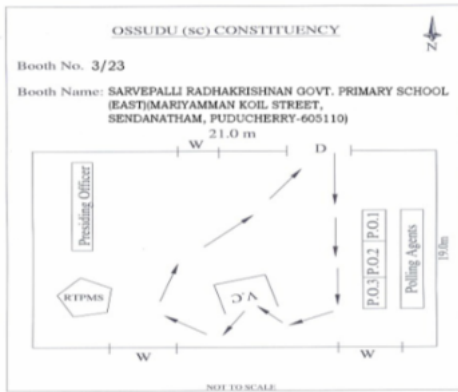 OSSUDU (SC) CONSTITUENCY
N
Booth No. 3/23
Booth Name: SARVEPALLI RADHAKRISHNAN GOVT. PRIMARY SCHOOL
(EAST)(MARIYAMMAN KOIL STREET,
SENDANATHAM, PUDUCHERRY-605110)
21.0 m
W
D
Presiding Officer
P.O.3 P.O.2 P.O.1
Polling Agents
19.0m
RTPMS
V.C
W
W
NOT TO SCALE